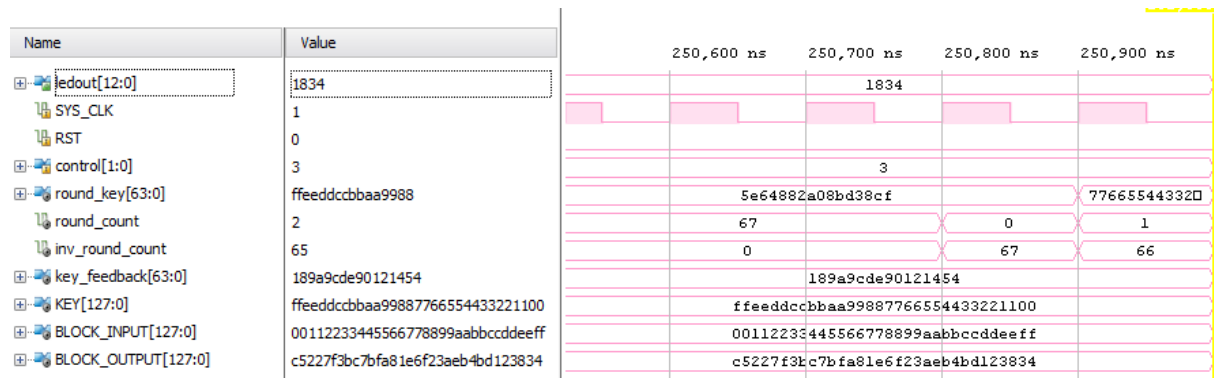 Name Value 250,600 ns 250,700 ns 250,800 ns 250,900 ns
ledout[12:0] 1834 1834
SYS_CLK 1
RST 0
control[1:0] 3 3
round_key[63:0] ffeeddccbbaa9988 5e64882a08bd38cf 77665544332
round_count 2 67 0 1
inv_round_count 65 0 67 66
key_feedback[63:0] 189a9cde90121454 189a9cde90121454
KEY[127:0] ffeeddccbbaa99887766554433221100 ffeeddccbbaa99887766554433221100
BLOCK_INPUT[127:0] 00112233445566778899aabbccddeeff 00112233445566778899aabbccddeeff
BLOCK_OUTPUT[127:0] c5227f3bc7bfa81e6f23aeb4bd123834 c5227f3bc7bfa81e6f23aeb4bd123834